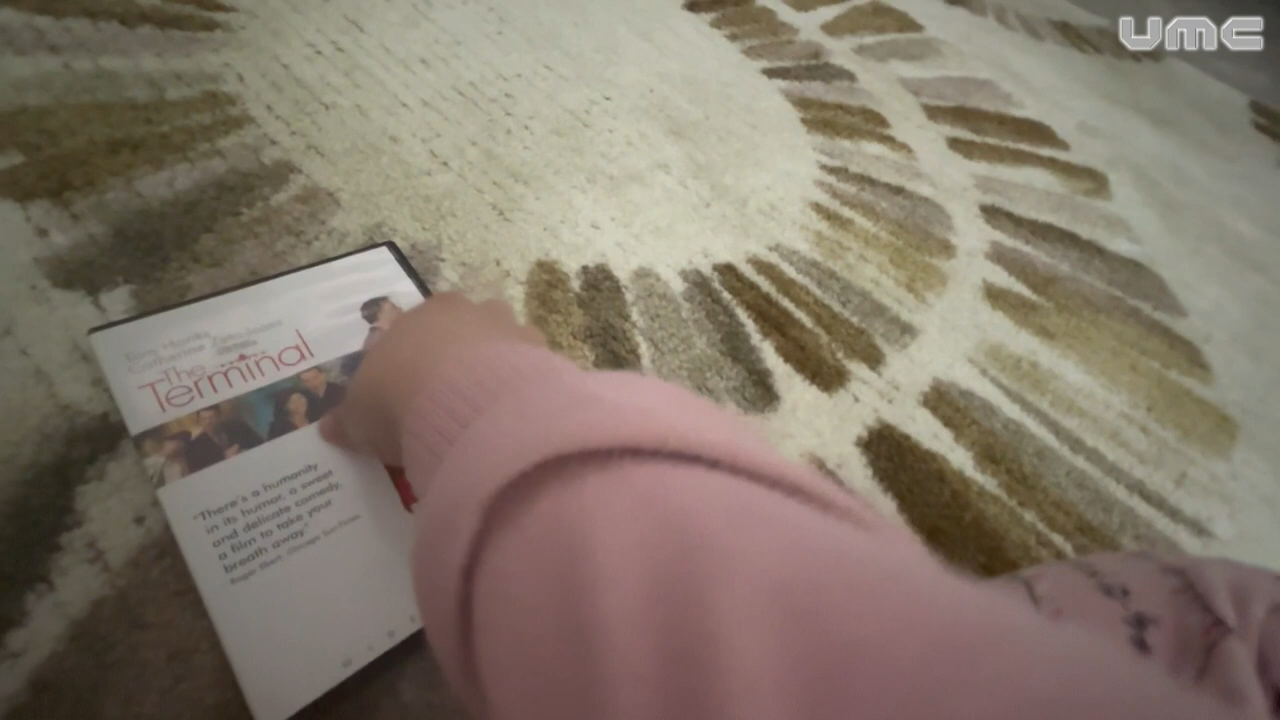 UMC
Tom Hanks
Catherine Zeta-Jones
The
Terminal
"There's a humanity
in its humor, a sweet
and delicate comedy,
a film to take your
breath away."
Roger Ebert, Chicago Sun-Times